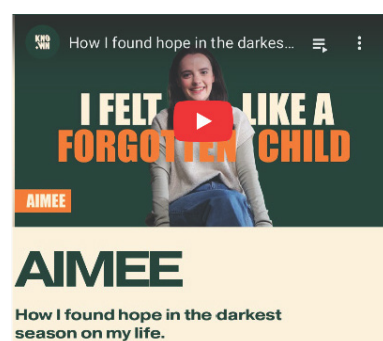 KNO
WN
How I found hope in the darkes...
I FELT LIKE A
FORGOTTEN CHILD
AIMEE
AIMEE
How I found hope in the darkest
season on my life.